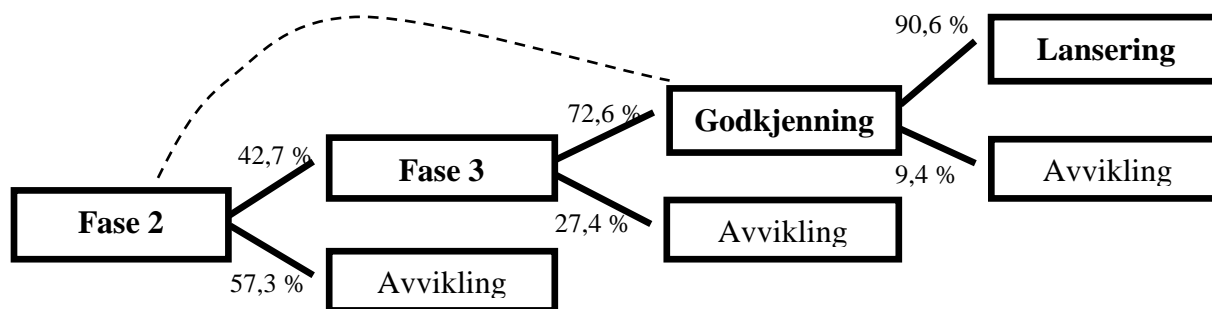 90,6 %
Lansering
72,6 %
Godkjenning
42,7 %
Fase 3
9,4 %
Avvikling
Fase 2
27,4 %
Avvikling
57,3 %
Avvikling